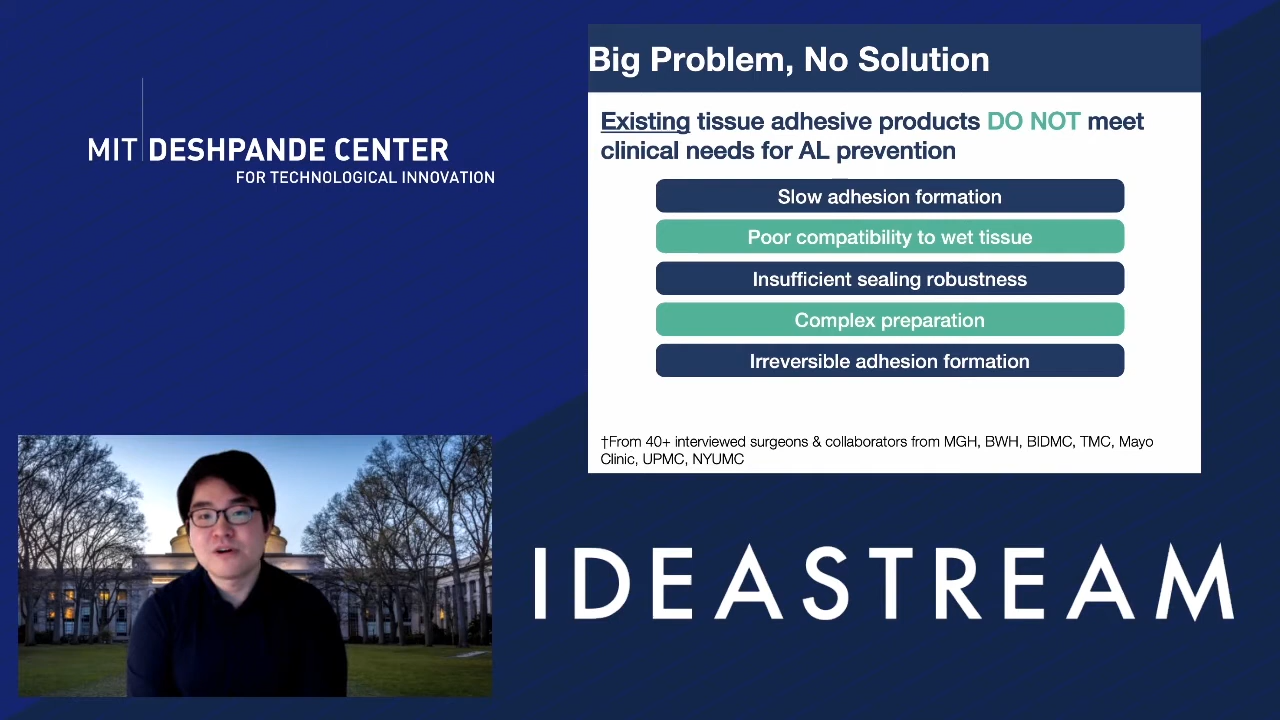 MIT DESHPANDE CENTER
FOR TECHNOLOGICAL INNOVATION
Big Problem, No Solution
Existing tissue adhesive products DO NOT meet
clinical needs for AL prevention
Slow adhesion formation
Poor compatibility to wet tissue
Insufficient sealing robustness
Complex preparation
Irreversible adhesion formation
†From 40+ interviewed surgeons & collaborators from MGH, BWH, BIDMC, TMC, Mayo
Clinic, UPMC, NYUMC
IDEASTREAM